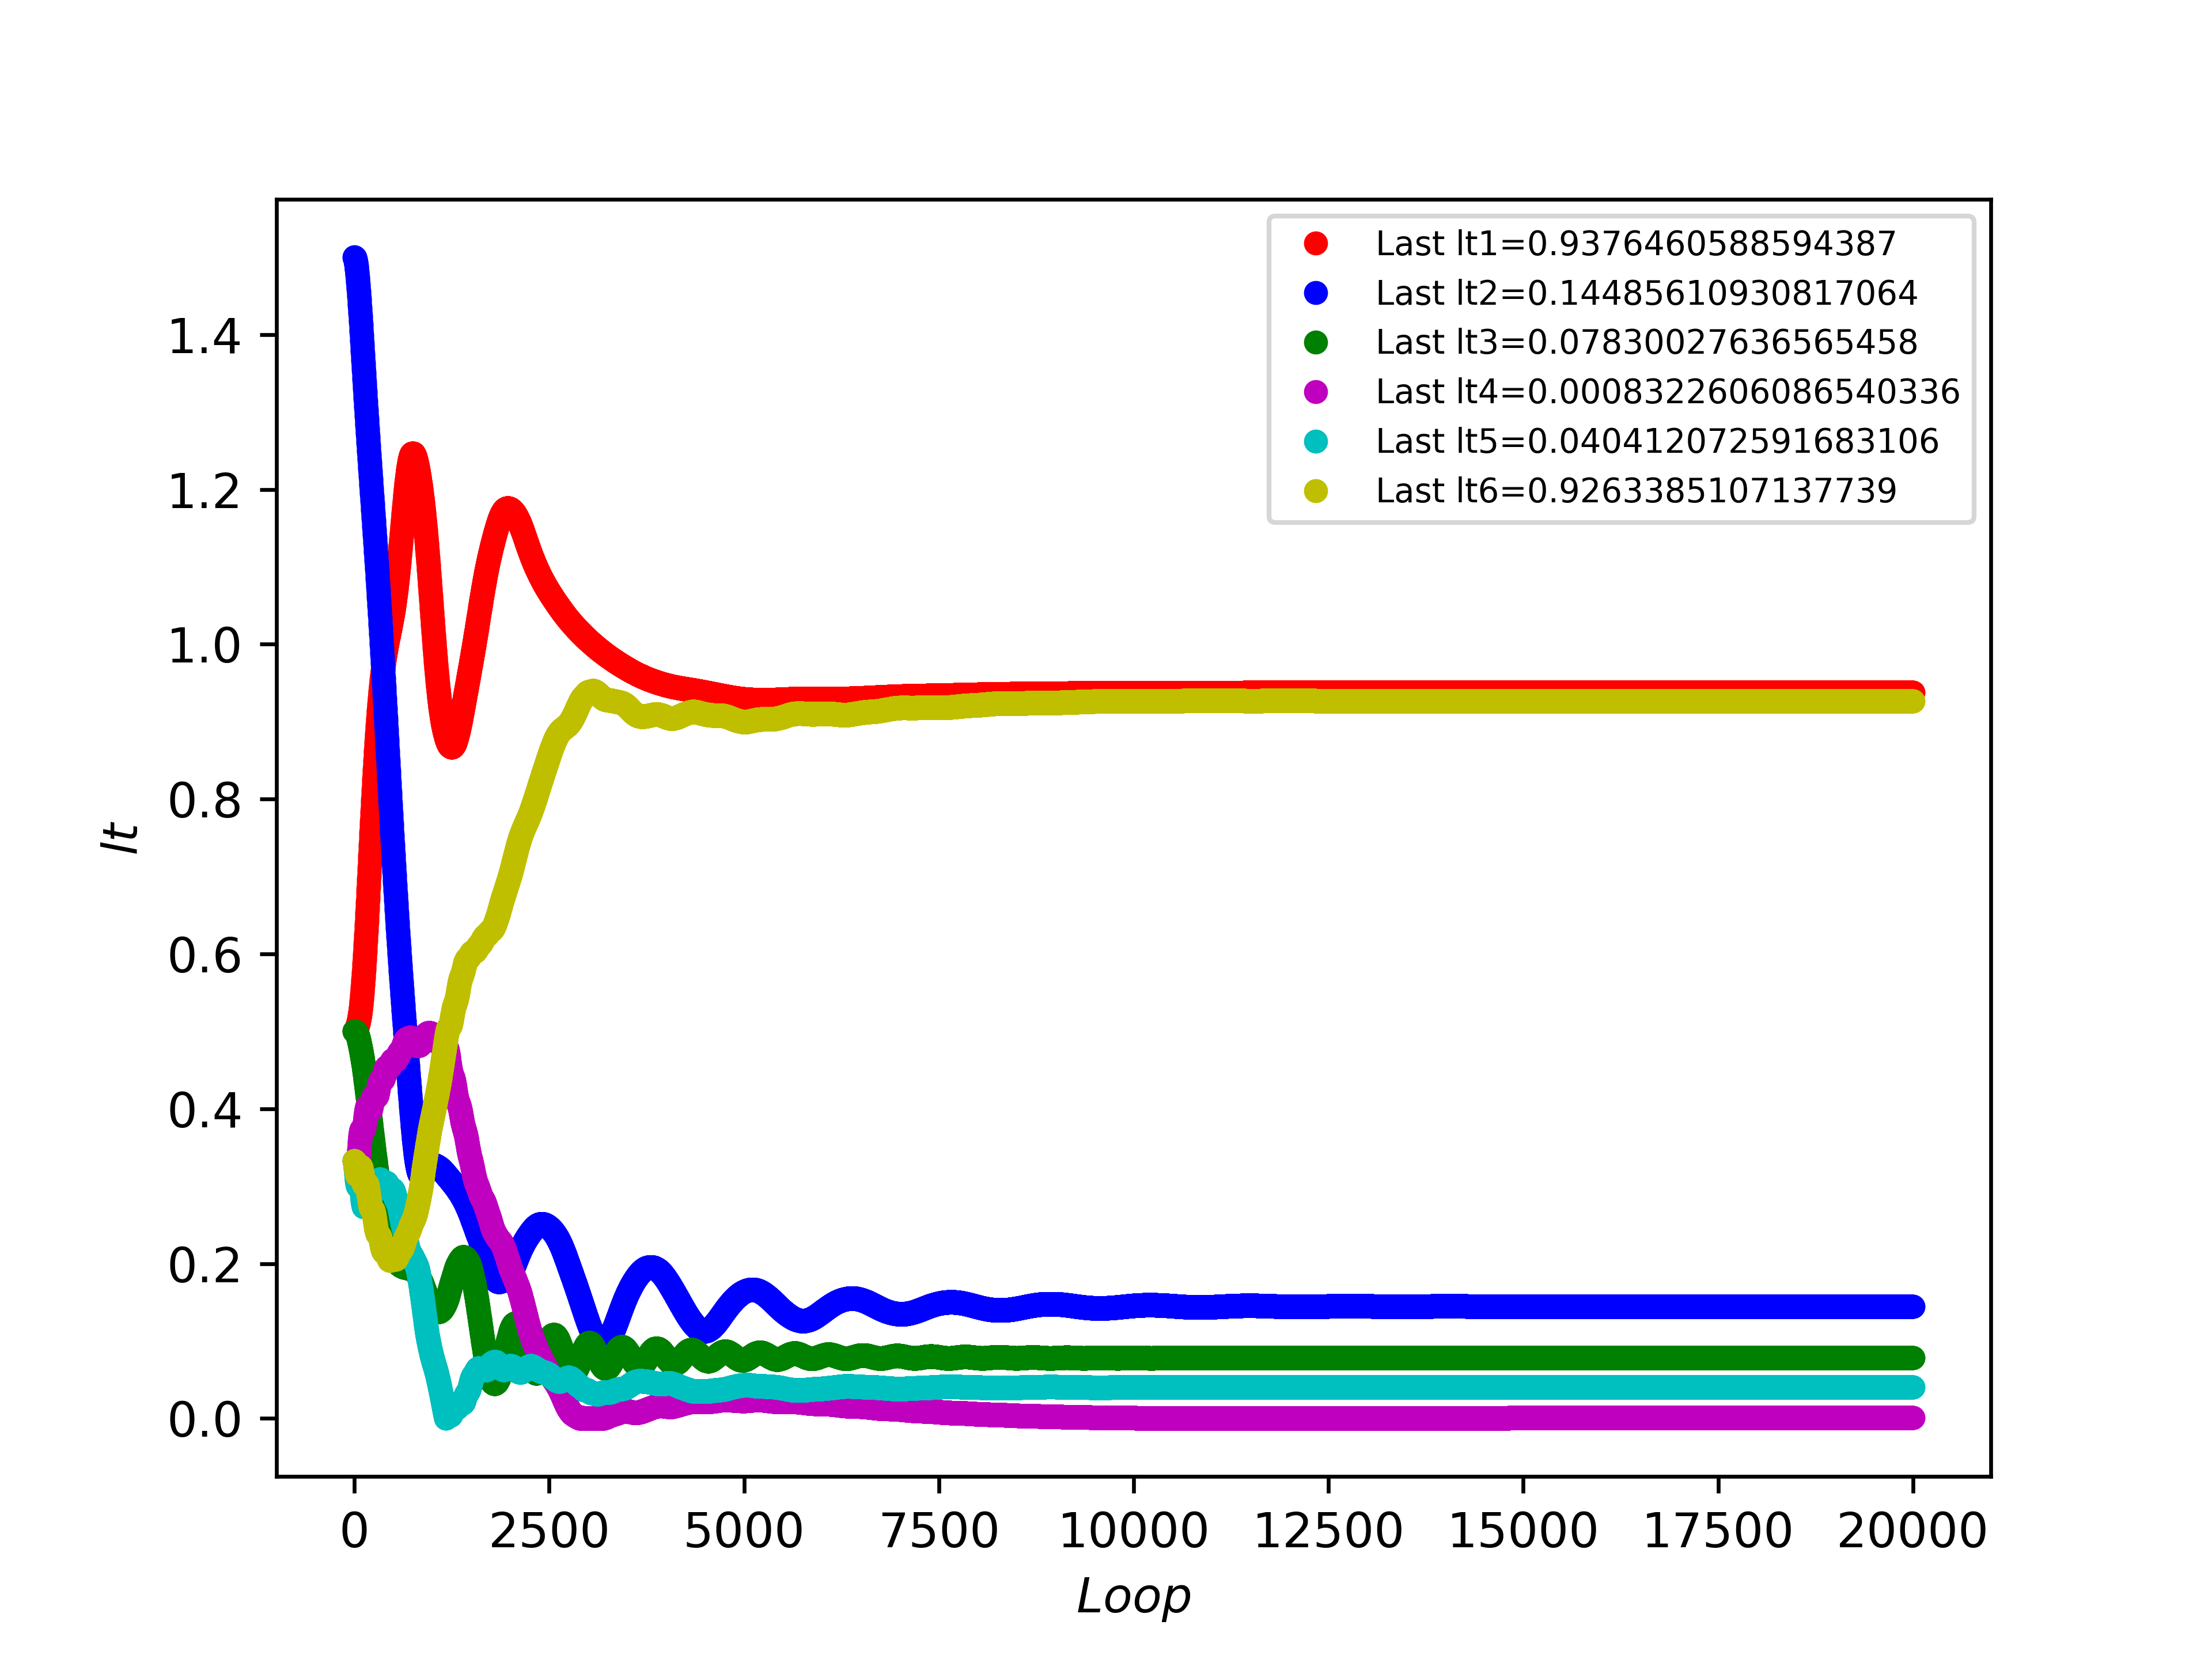 Last lt1=0.9376460588594387
Last lt2=0.14485610930817064
Last lt3=0.07830027636565458
Last lt4=0.0008322606086540336
Last lt5=0.040412072591683106
Last lt6=0.9263385107137739
1.4
1.2
1.0
0.8
0.6
0.4
0.2
0.0
lt
0 2500 5000 7500 10000 12500 15000 17500 20000
Loop